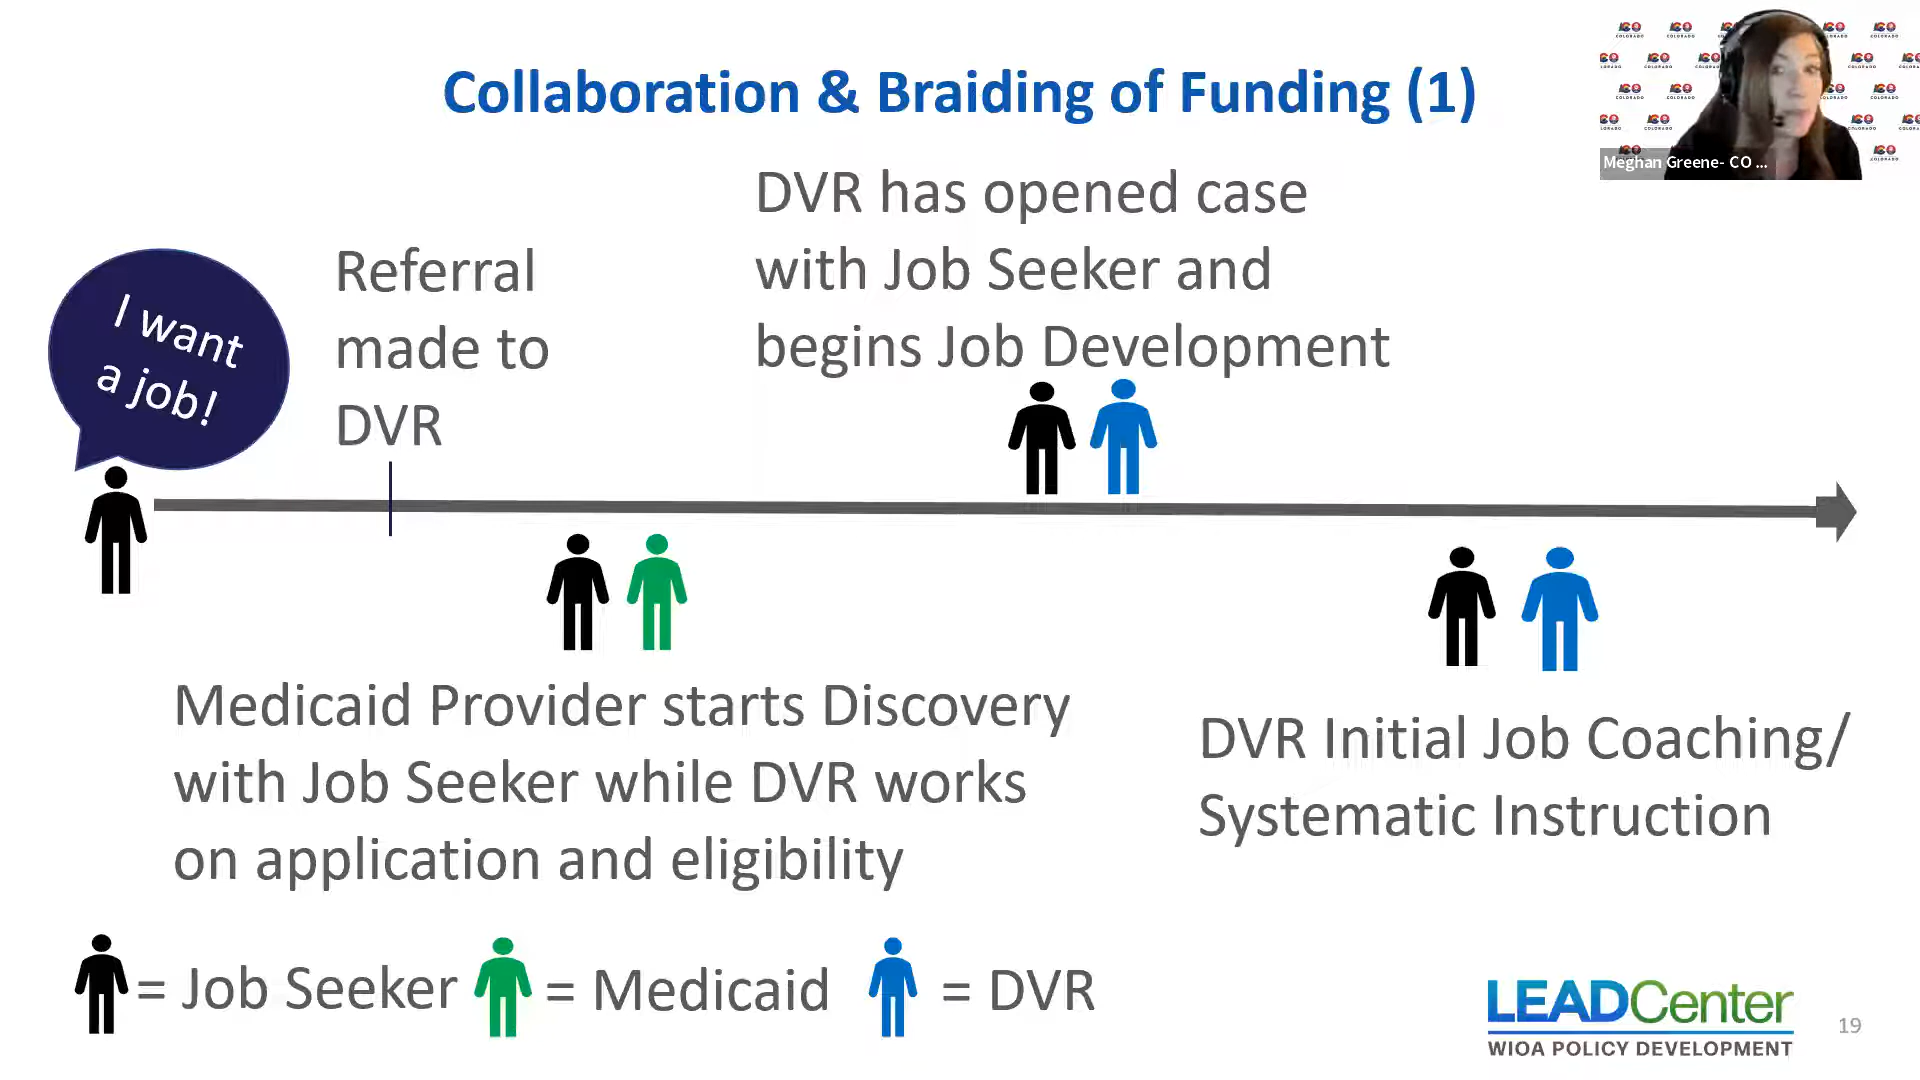 Collaboration & Braiding of Funding (1)
Meghan Greene- CO ...
DVR has opened case
with Job Seeker and
begins Job Development
Referral
made to
DVR
I want
a job!
Medicaid Provider starts Discovery
with Job Seeker while DVR works
on application and eligibility
DVR Initial Job Coaching/
Systematic Instruction
= Job Seeker
= Medicaid
= DVR
LEADCenter
WIOA POLICY DEVELOPMENT
19